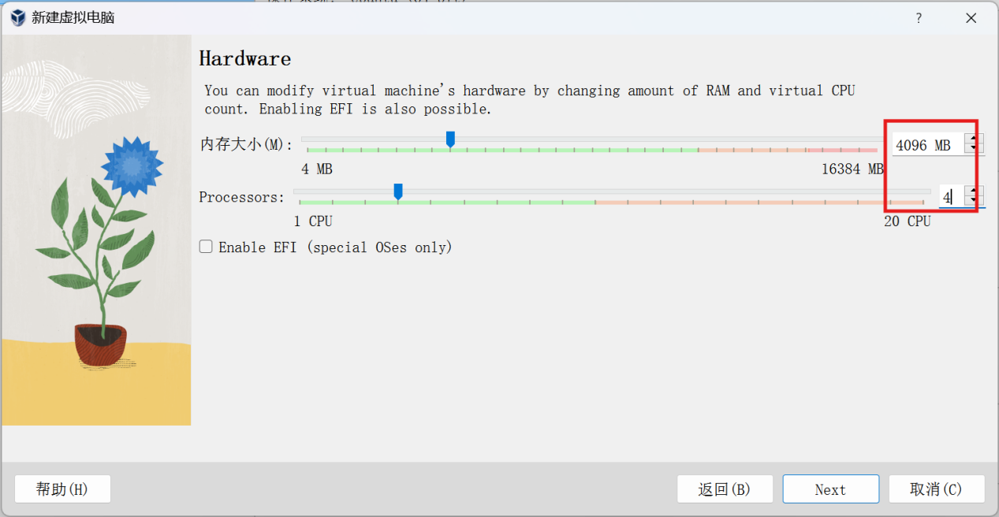 新建虚拟电脑
?
Hardware
You can modify virtual machine's hardware by changing amount of RAM and virtual CPU
count. Enabling EFI is also possible.
内存大小(M):
4096 MB
4 MB
16384 MB
Processors:
4
1 CPU
20 CPU
Enable EFI (special OSes only)
帮助(H)
返回(B)
Next
取消(C)